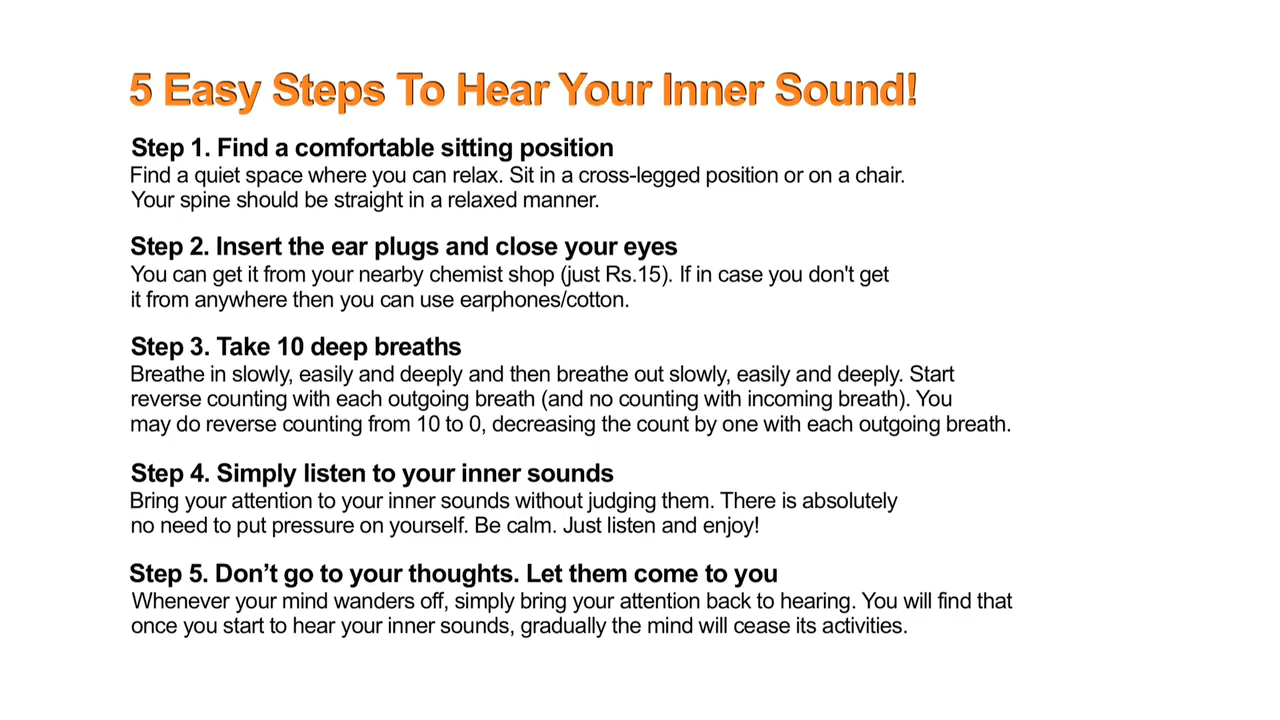 5 Easy Steps To Hear Your Inner Sound!
Step 1. Find a comfortable sitting position
Find a quiet space where you can relax. Sit in a cross-legged position or on a chair.
Your spine should be straight in a relaxed manner.
Step 2. Insert the ear plugs and close your eyes
You can get it from your nearby chemist shop (just Rs.15). If in case you don't get
it from anywhere then you can use earphones/cotton.
Step 3. Take 10 deep breaths
Breathe in slowly, easily and deeply and then breathe out slowly, easily and deeply. Start
reverse counting with each outgoing breath (and no counting with incoming breath). You
may do reverse counting from 10 to 0, decreasing the count by one with each outgoing breath.
Step 4. Simply listen to your inner sounds
Bring your attention to your inner sounds without judging them. There is absolutely
no need to put pressure on yourself. Be calm. Just listen and enjoy!
Step 5. Don’t go to your thoughts. Let them come to you
Whenever your mind wanders off, simply bring your attention back to hearing. You will find that
once you start to hear your inner sounds, gradually the mind will cease its activities.